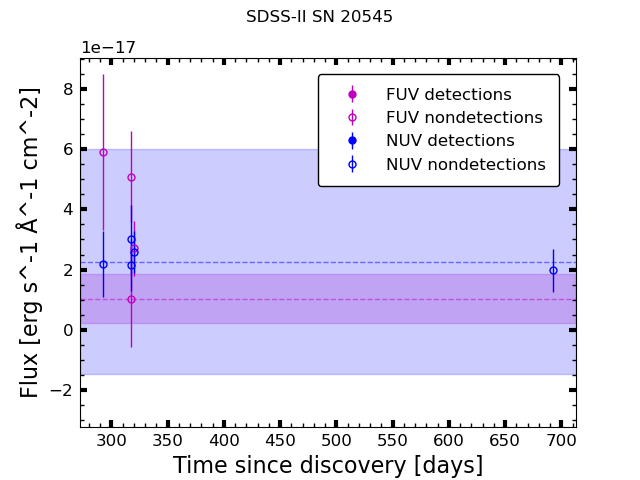 SDSS-II SN 20545
1e−17
FUV detections
FUV nondetections
NUV detections
NUV nondetections
8
6
4
2
0
−2
Flux [erg s^-1 Å^-1 cm^-2]
300 350 400 450 500 550 600 650 700
Time since discovery [days]